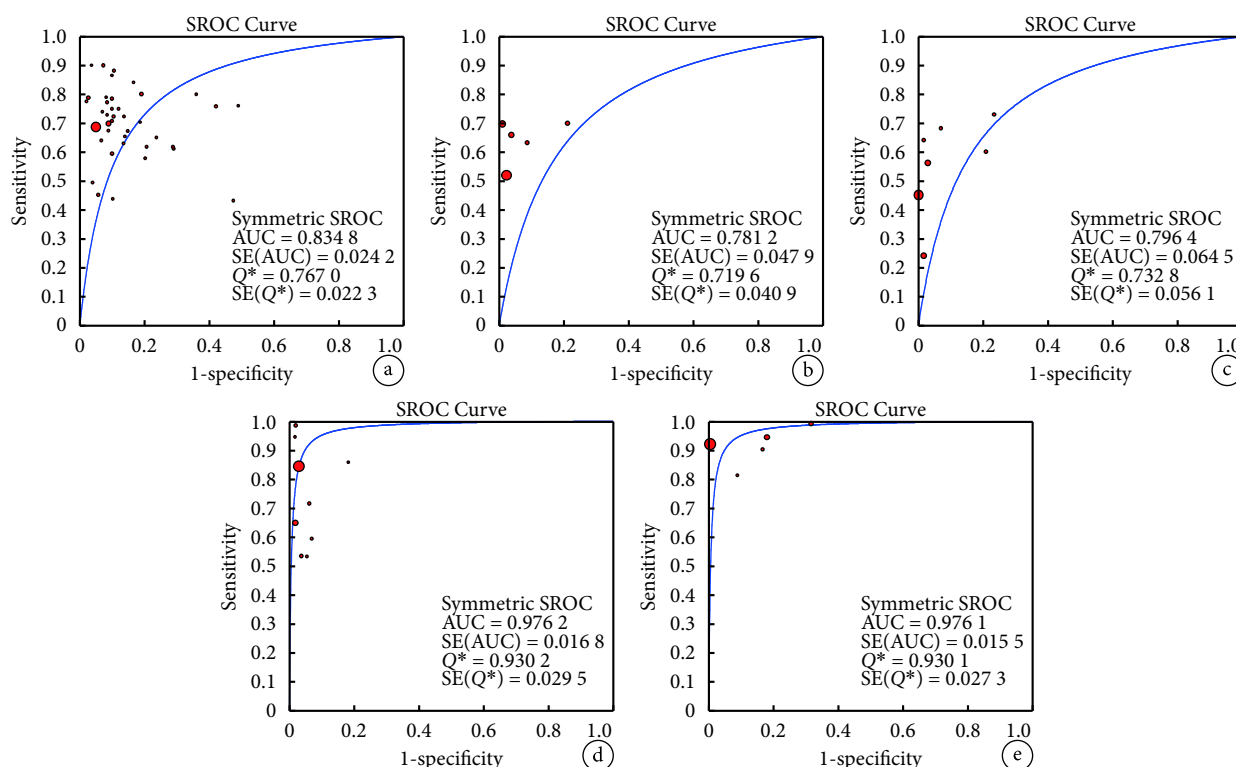 SROC Curve
1.0
0.9
0.8
0.7
0.6
0.5
0.4
0.3
0.2
0.1
0
Sensitivity
Symmetric SROC
AUC = 0.834 8
SE(AUC) = 0.024 2
Q* = 0.767 0
SE(Q*) = 0.022 3
0 0.2 0.4 0.6 0.8 1.0
1-specificity
a
SROC Curve
1.0
0.9
0.8
0.7
0.6
0.5
0.4
0.3
0.2
0.1
0
Sensitivity
Symmetric SROC
AUC = 0.781 2
SE(AUC) = 0.047 9
Q* = 0.719 6
SE(Q*) = 0.040 9
0 0.2 0.4 0.6 0.8 1.0
1-specificity
b
SROC Curve
1.0
0.9
0.8
0.7
0.6
0.5
0.4
0.3
0.2
0.1
0
Sensitivity
Symmetric SROC
AUC = 0.796 4
SE(AUC) = 0.064 5
Q* = 0.732 8
SE(Q*) = 0.056 1
0 0.2 0.4 0.6 0.8 1.0
1-specificity
c
SROC Curve
1.0
0.9
0.8
0.7
0.6
0.5
0.4
0.3
0.2
0.1
0
Sensitivity
Symmetric SROC
AUC = 0.976 2
SE(AUC) = 0.016 8
Q* = 0.930 2
SE(Q*) = 0.029 5
0 0.2 0.4 0.6 0.8 1.0
1-specificity
d
SROC Curve
1.0
0.9
0.8
0.7
0.6
0.5
0.4
0.3
0.2
0.1
0
Sensitivity
Symmetric SROC
AUC = 0.976 1
SE(AUC) = 0.015 5
Q* = 0.930 1
SE(Q*) = 0.027 3
0 0.2 0.4 0.6 0.8 1.0
1-specificity
e